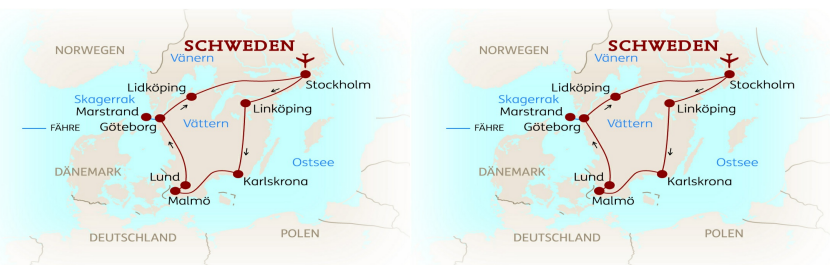 SCHWEDEN
NORWEGEN
Vänern
Stockholm
Lidköping
Skagerrak
Linköping
Marstrand
Göteborg
Vättern
FÄHRE
Ostsee
DÄNEMARK
Lund
Karlskrona
Malmö
DEUTSCHLAND
POLEN
SCHWEDEN
NORWEGEN
Vänern
Stockholm
Lidköping
Skagerrak
Linköping
Marstrand
Göteborg
Vättern
FÄHRE
Ostsee
DÄNEMARK
Lund
Karlskrona
Malmö
DEUTSCHLAND
POLEN